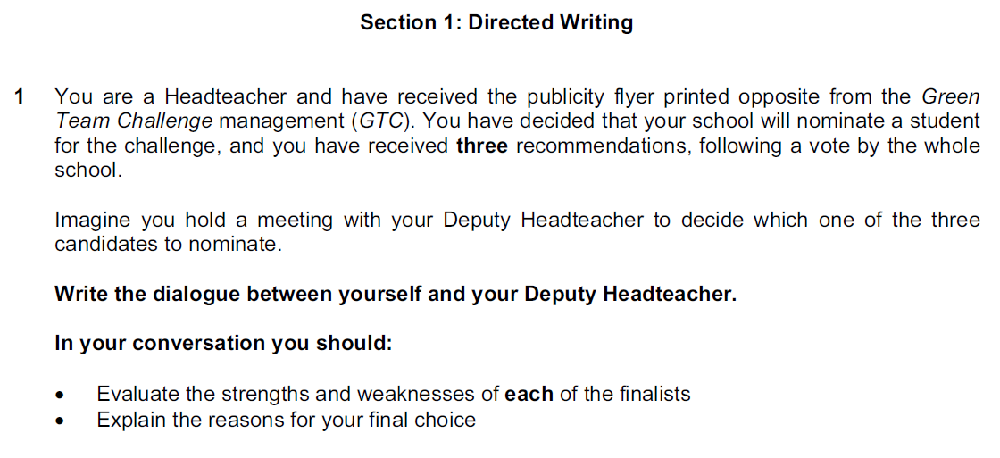 Section 1: Directed Writing
1 You are a Headteacher and have received the publicity flyer printed opposite from the Green
Team Challenge management (GTC). You have decided that your school will nominate a student
for the challenge, and you have received three recommendations, following a vote by the whole
school.
Imagine you hold a meeting with your Deputy Headteacher to decide which one of the three
candidates to nominate.
Write the dialogue between yourself and your Deputy Headteacher.
In your conversation you should:
• Evaluate the strengths and weaknesses of each of the finalists
• Explain the reasons for your final choice